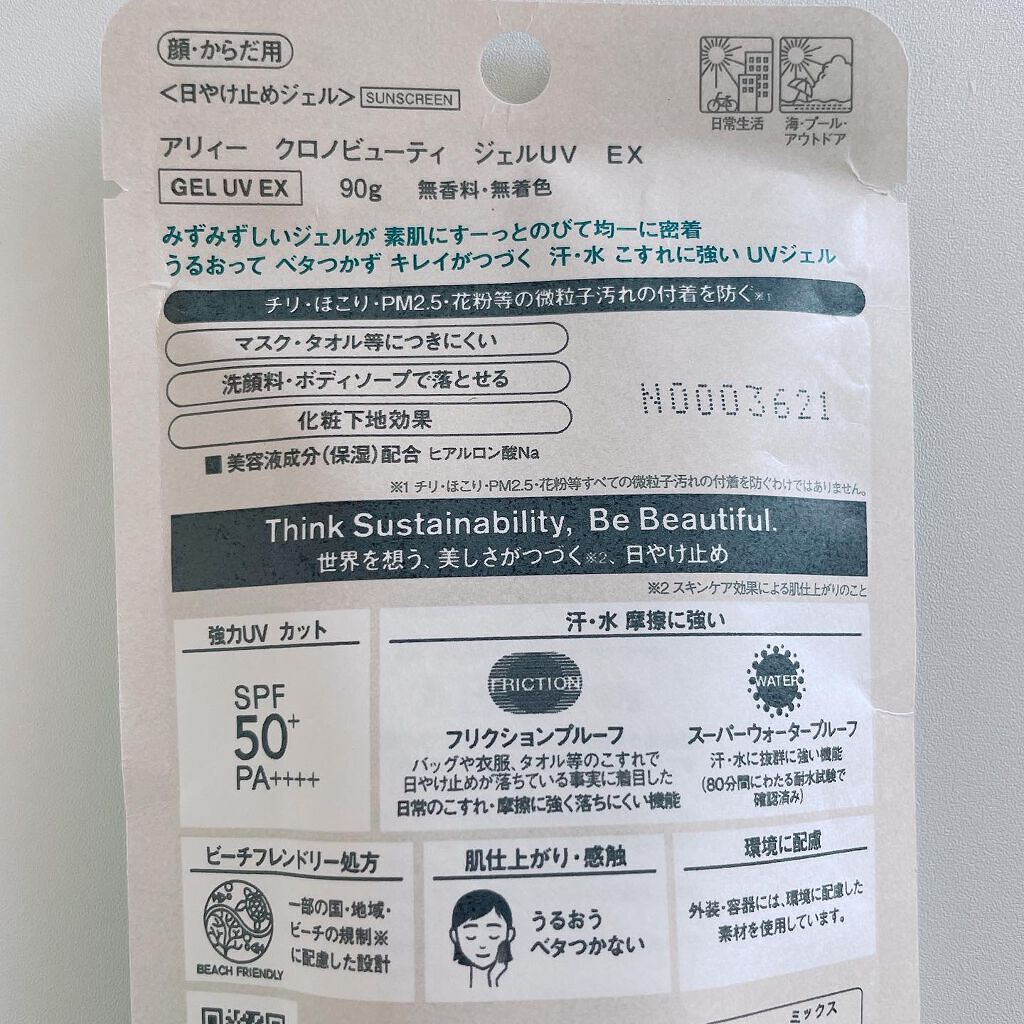 顔・からだ用
<日やけ止めジェル> SUNSCREEN
日常生活
海・プール・
アウトドア
アリィー クロノビューティ ジェルUV EX
GEL UV EX 90g 無香料・無着色
みずみずしいジェルが 素肌にすーっとのびて均一に密着
うるおって ベタつかず キレイがつづく 汗・水 こすれに強い UVジェル
チリ・ほこり・PM2.5・花粉等の微粒子汚れの付着を防ぐ※1
マスク・タオル等につきにくい
洗顔料・ボディソープで落とせる
化粧下地効果
N0003621
美容液成分(保湿)配合 ヒアルロン酸Na
※1 チリ・ほこり・PM2.5・花粉等すべての微粒子汚れの付着を防ぐわけではありません。
Think Sustainability, Be Beautiful.
世界を想う、美しさがつづく※2、日やけ止め
※2 スキンケア効果による肌仕上がりのこと
強力UV カット
SPF
50+
PA++++
汗・水 摩擦に強い
FRICTION
フリクションプルーフ
バッグや衣服、タオル等のこすれで
日やけ止めが落ちている事実に着目した
日常のこすれ・摩擦に強く落ちにくい機能
WATER
スーパーウォータープルーフ
汗・水に抜群に強い機能
(80分間にわたる耐水試験で
確認済み)
ビーチフレンドリー処方
BEACH FRIENDLY
一部の国・地域・
ビーチの規制※
に配慮した設計
肌仕上がり・感触
うるおう
ベタつかない
環境に配慮
外装・容器には、環境に配慮した
素材を使用しています。
ミックス